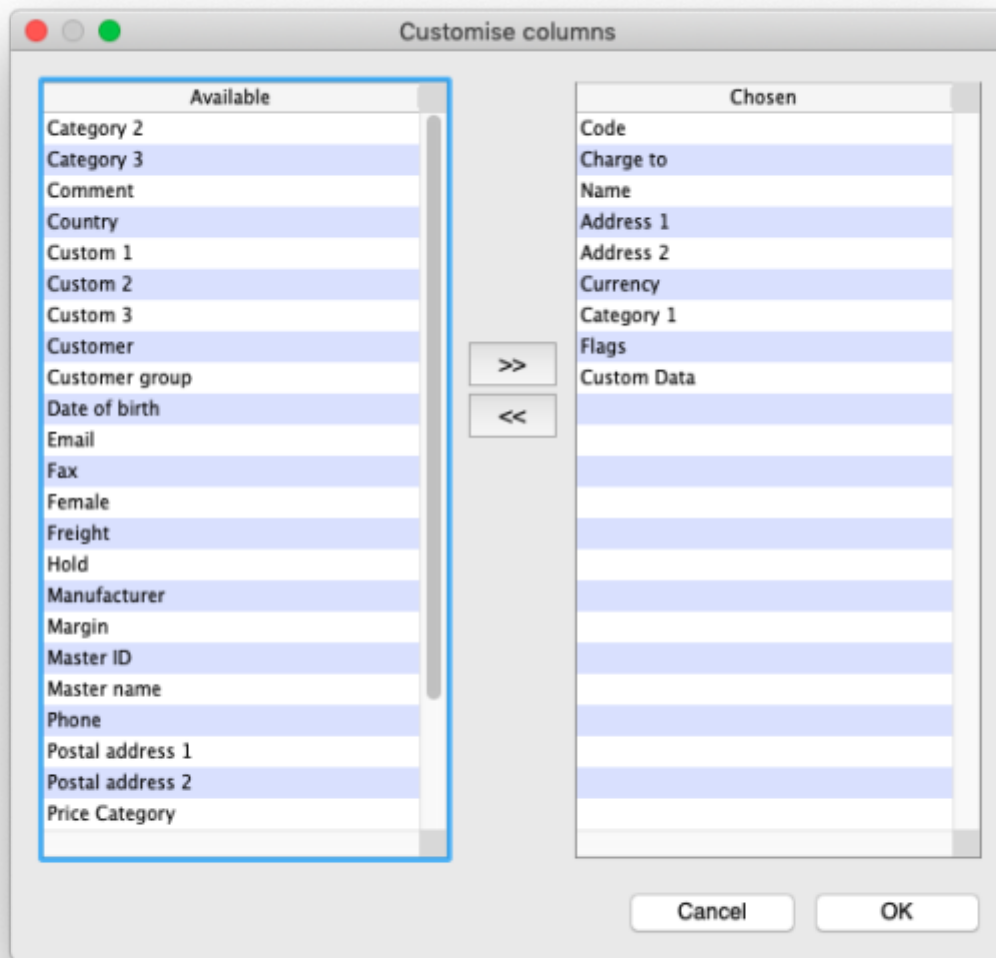 Customise columns
Available
Category 2
Category 3
Comment
Country
Custom 1
Custom 2
Custom 3
Customer
Customer group
Date of birth
Email
Fax
Female
Freight
Hold
Manufacturer
Margin
Master ID
Master name
Phone
Postal address 1
Postal address 2
Price Category
>>
<<
Chosen
Code
Charge to
Name
Address 1
Address 2
Currency
Category 1
Flags
Custom Data
Cancel
OK